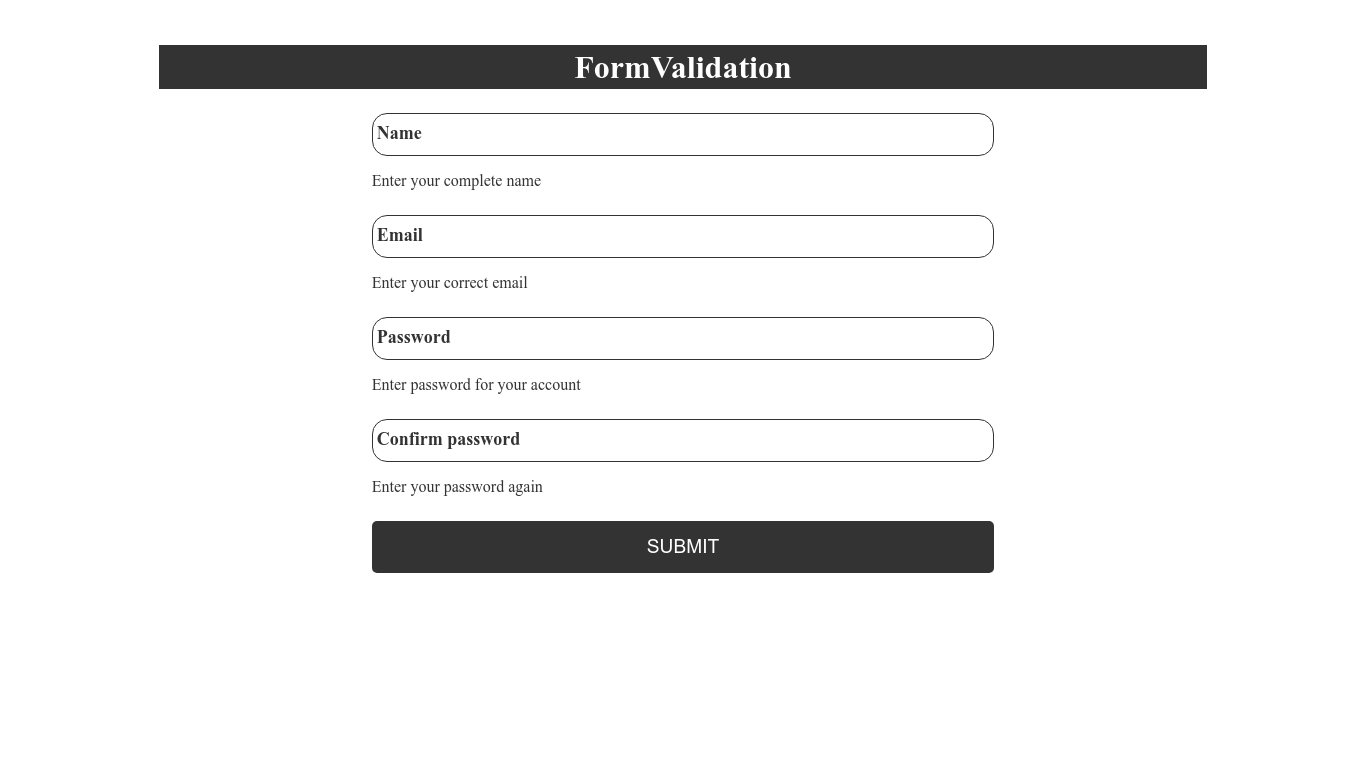 FormValidation
Name
Enter your complete name
Email
Enter your correct email
Password
Enter password for your account
Confirm password
Enter your password again
SUBMIT